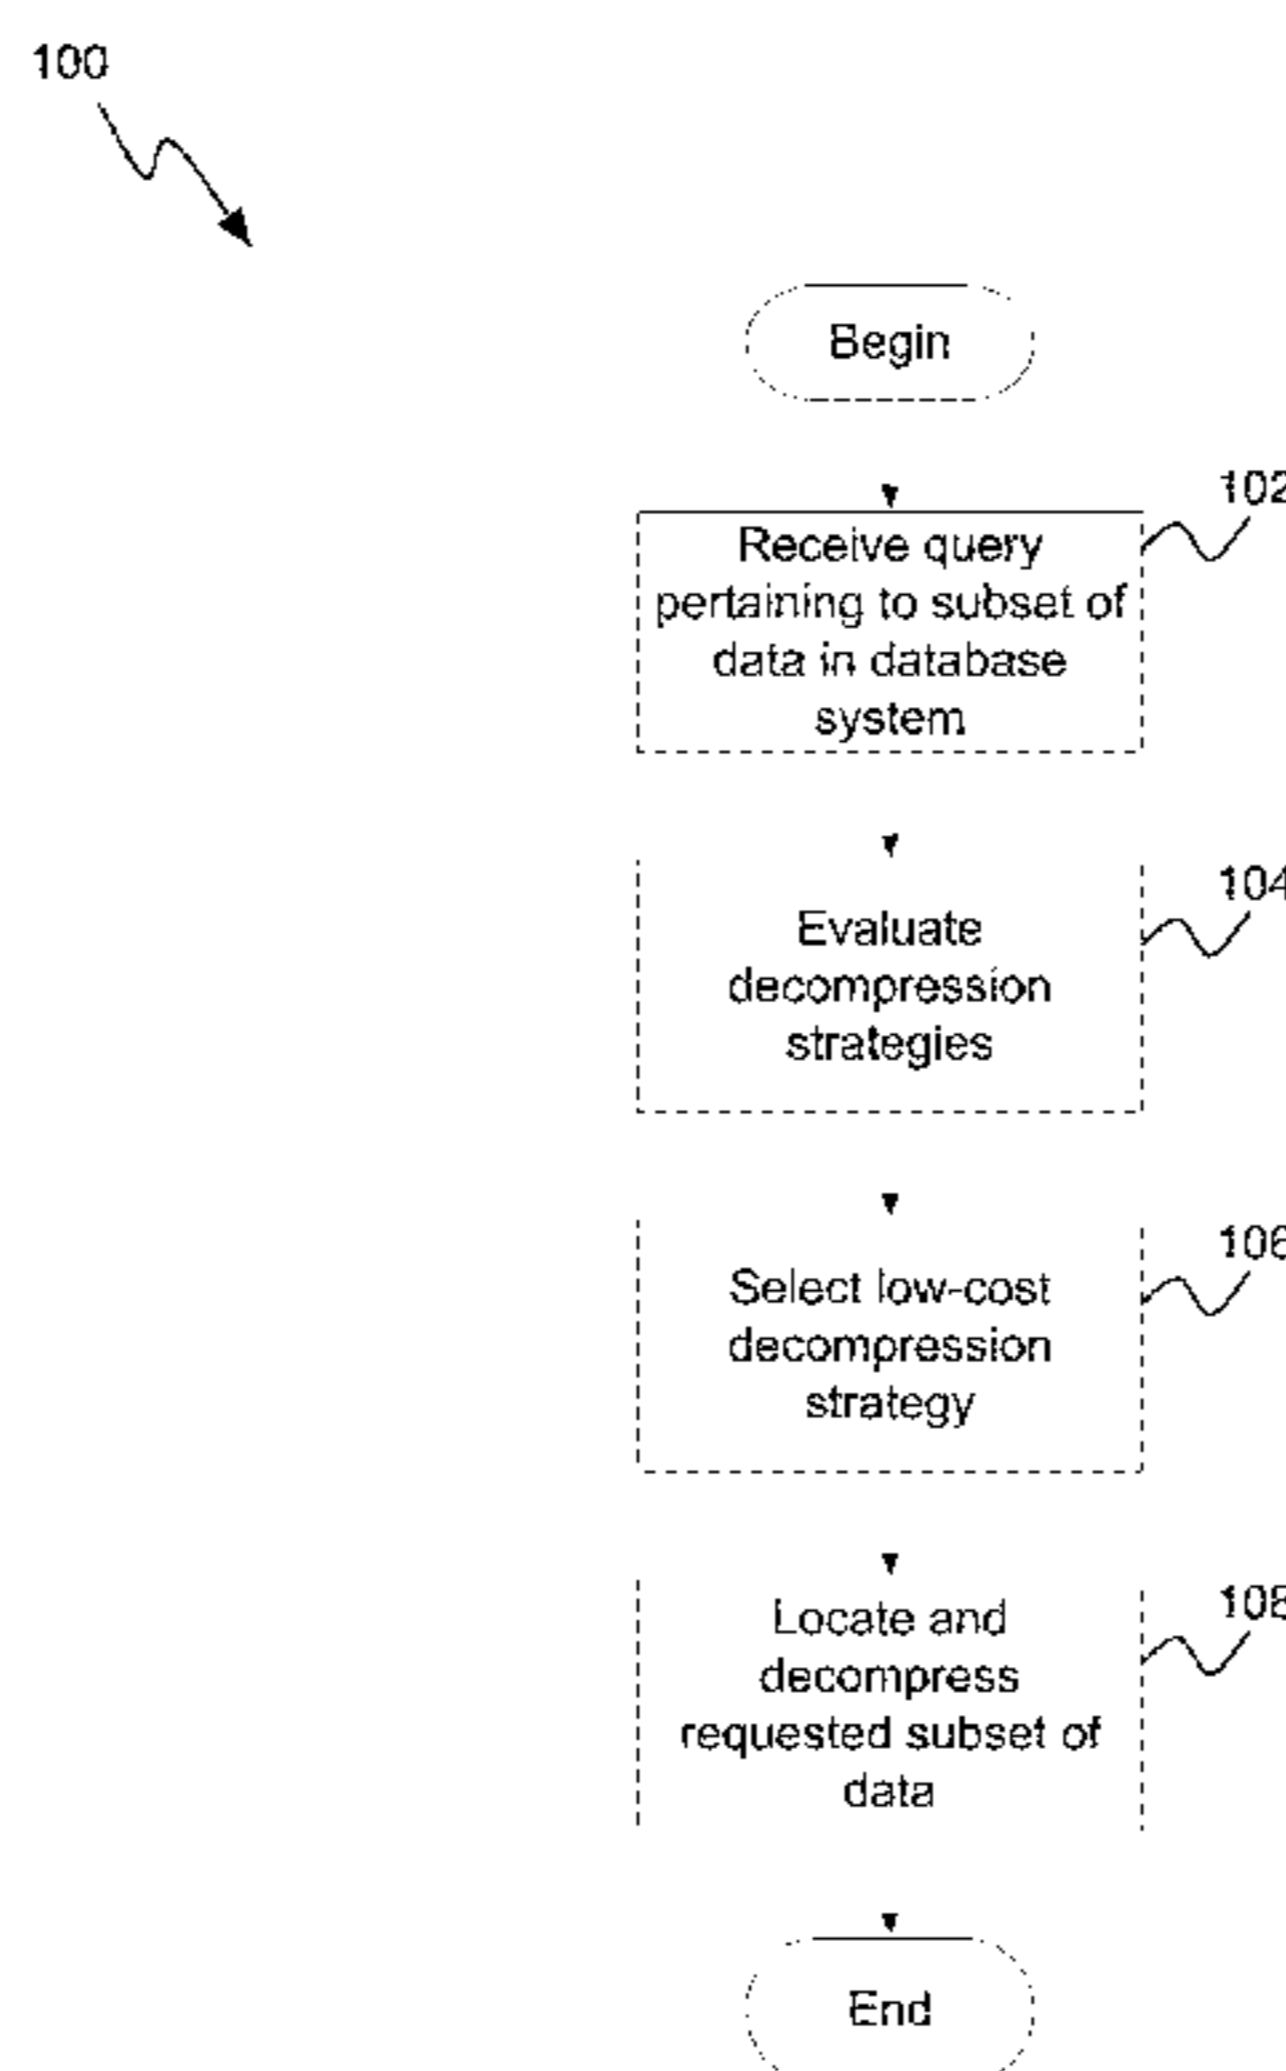 100
Begin
102
Receive query
pertaining to subset of
data in database
system
104
Evaluate
decompression
strategies
106
Select low-cost
decompression
strategy
108
Locate and
decompress
requested subset of
data
End